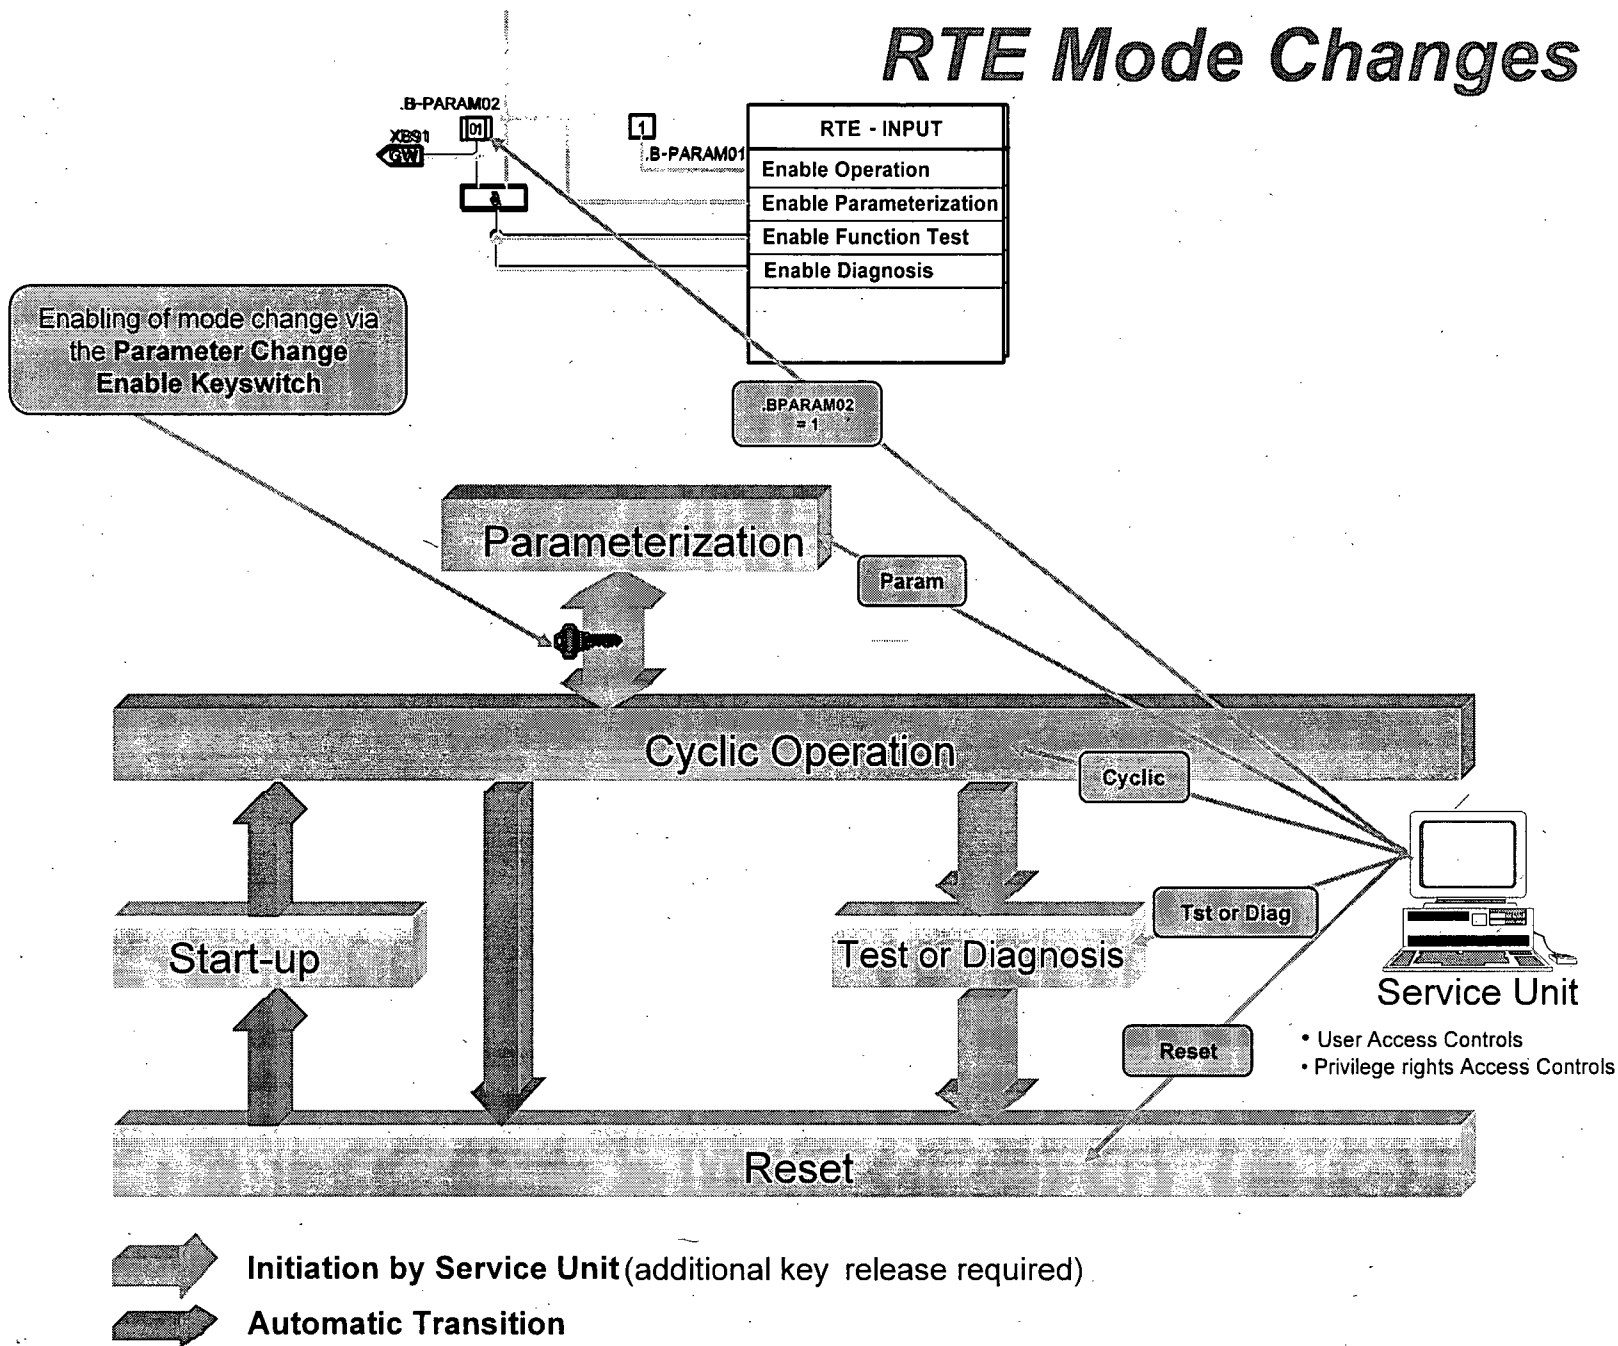 RTE Mode Changes
.B-PARAM02
01
XB91
GW
&
1
.B-PARAM01
RTE - INPUT
Enable Operation
Enable Parameterization
Enable Function Test
Enable Diagnosis
Enabling of mode change via
the Parameter Change
Enable Keyswitch
.BPARAM02
= 1
Parameterization
Param
Cyclic Operation
Cyclic
Start-up
Test or Diagnosis
Tst or Diag
Service Unit
• User Access Controls
• Privilege rights Access Controls
Reset
Reset
Initiation by Service Unit (additional key release required)
Automatic Transition